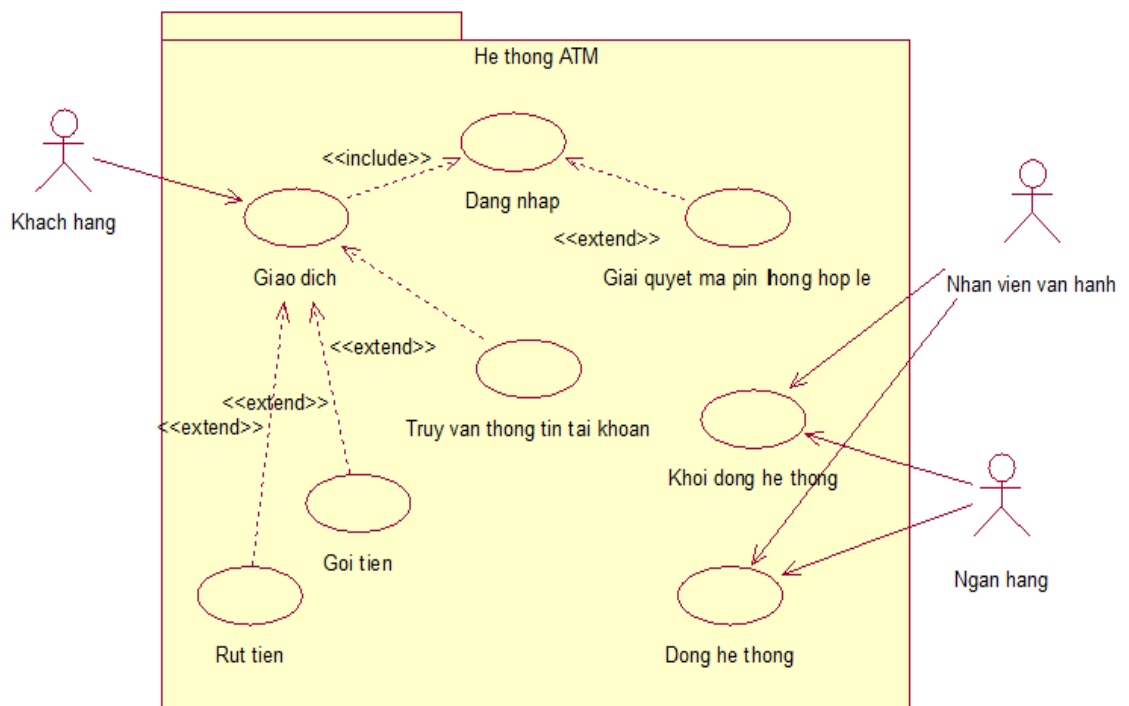 He thong ATM
<<include>>
Dang nhap
Khach hang
<<extend>>
Giao dich
Giai quyet ma pin hong hop le
Nhan vien van hanh
<<extend>>
<<extend>>
<<extend>>
Truy van thong tin tai khoan
Khoi dong he thong
Goi tien
Ngan hang
Rut tien
Dong he thong